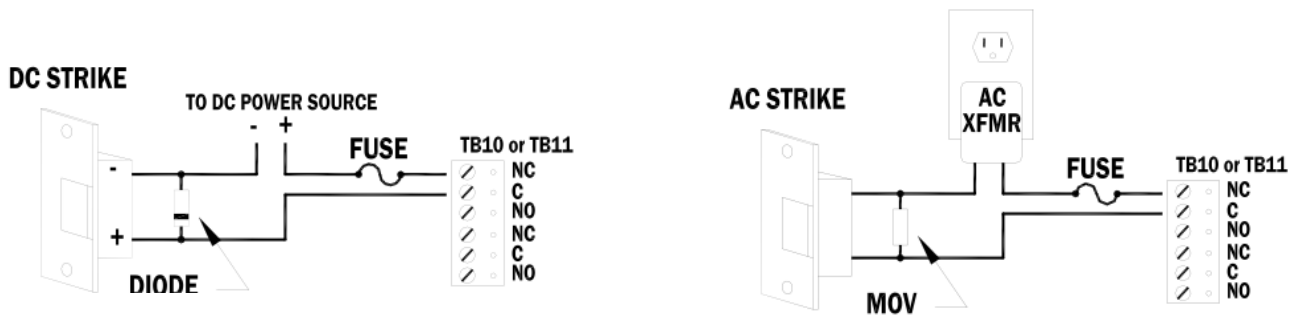 DC STRIKE
TO DC POWER SOURCE
- +
FUSE
TB10 or TB11
-
+
NC
C
NO
NC
C
NO
DIODE
AC STRIKE
AC
XFMR
FUSE
TB10 or TB11
NC
C
NO
NC
C
NO
MOV